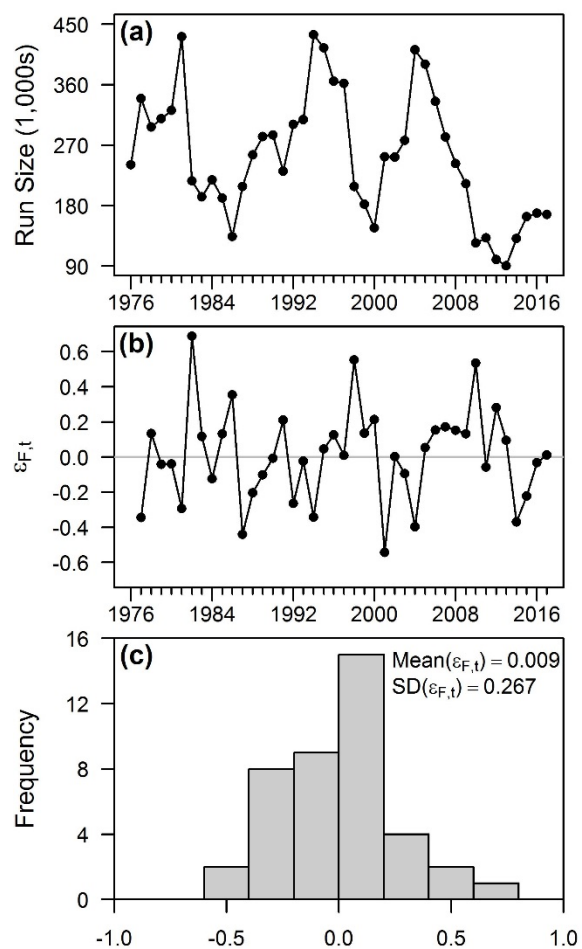 (a)
Run Size (1,000s)
450
360
270
180
90
1976 1984 1992 2000 2008 2016
(b)
εF,t
0.6
0.4
0.2
0.0
-0.2
-0.4
-0.6
1976 1984 1992 2000 2008 2016
(c)
Mean(εF,t) = 0.009
SD(εF,t) = 0.267
Frequency
16
12
8
4
0
-1.0 -0.5 0.0 0.5 1.0